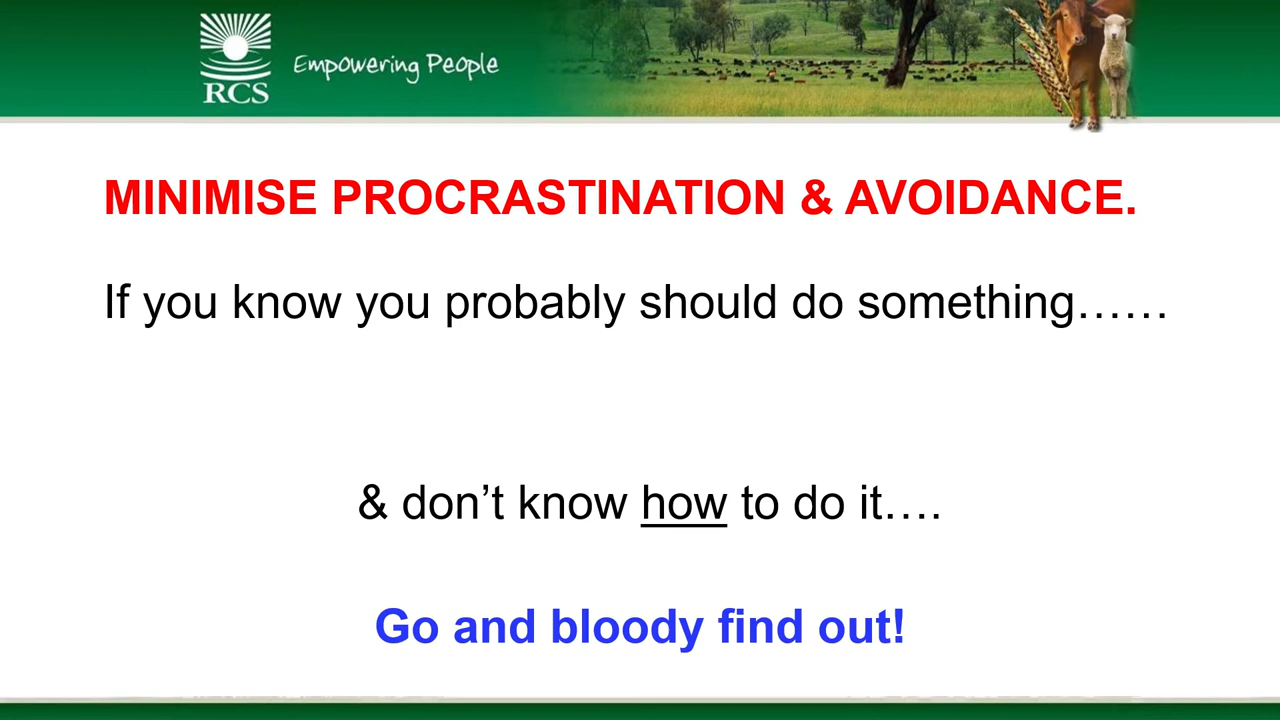 RCS
Empowering People
MINIMISE PROCRASTINATION & AVOIDANCE.
If you know you probably should do something……
& don’t know how to do it….
Go and bloody find out!